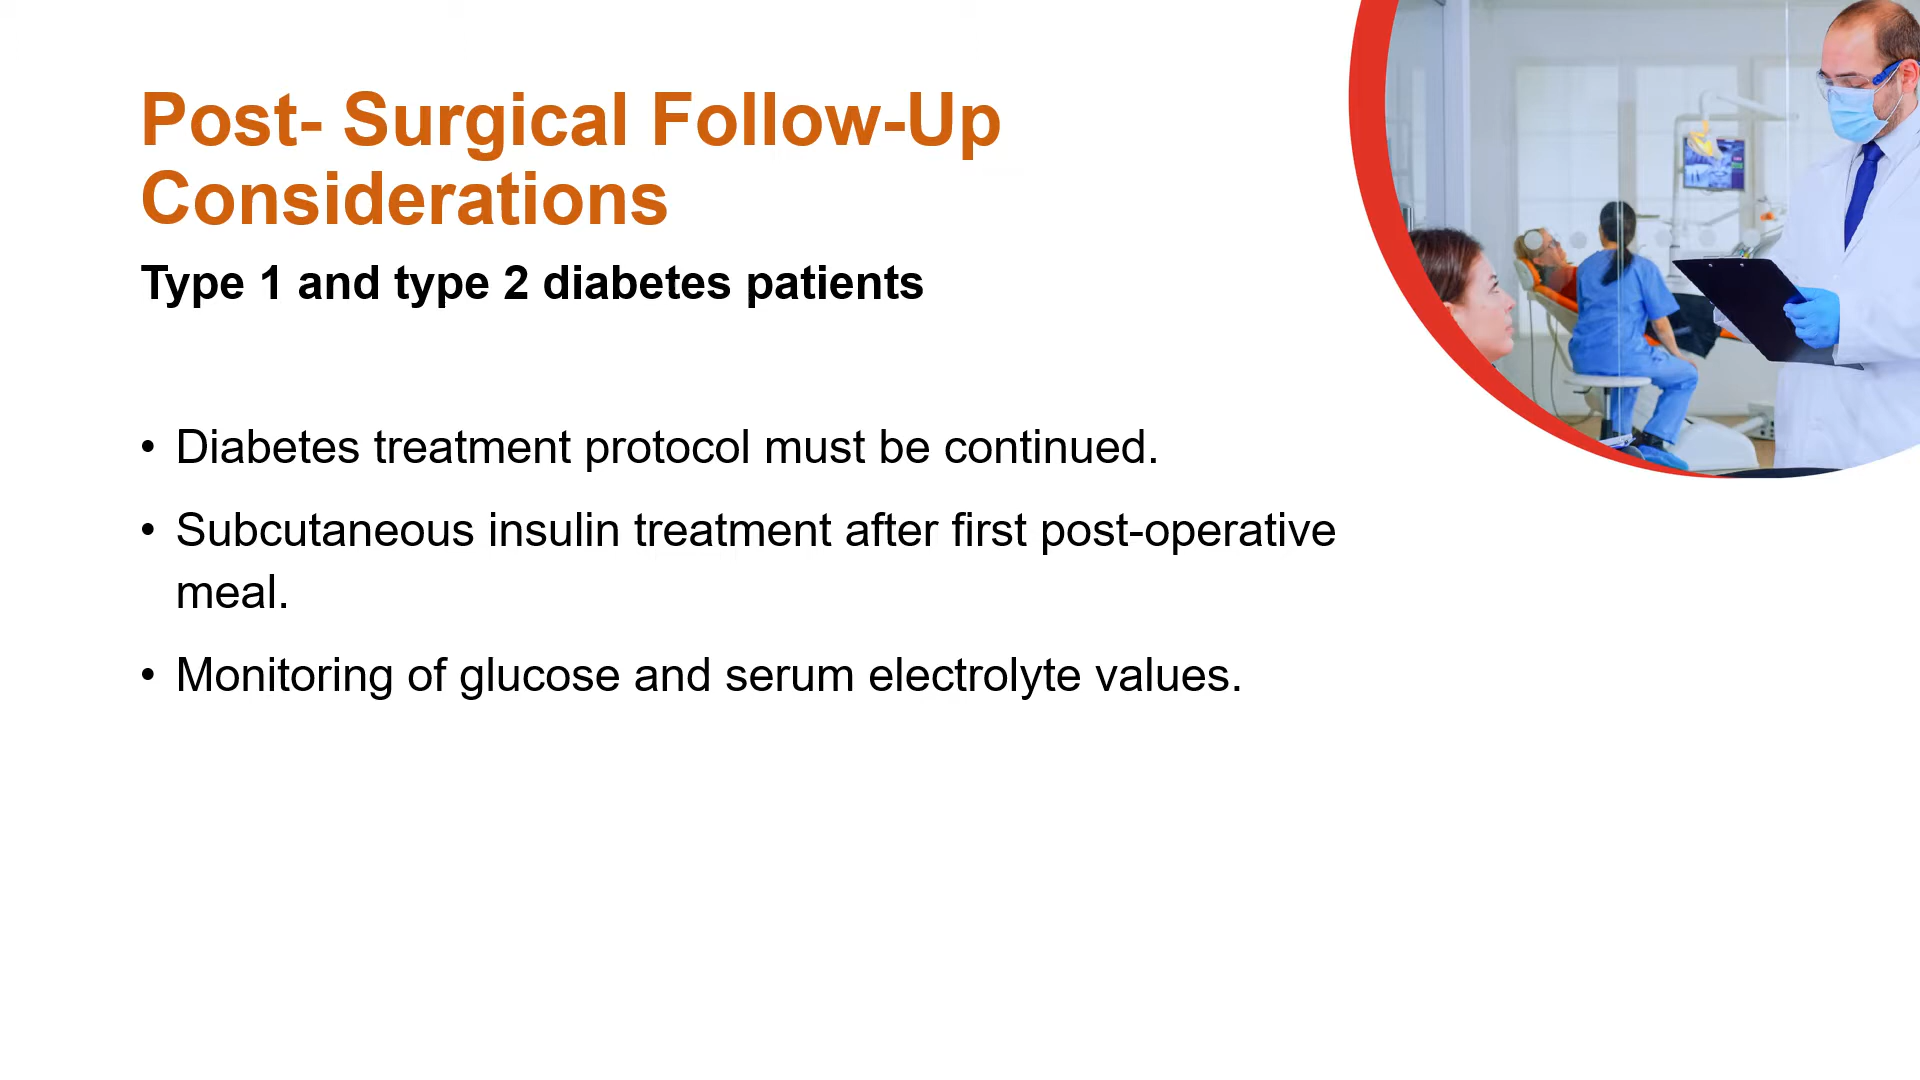 Post- Surgical Follow-Up
Considerations
Type 1 and type 2 diabetes patients
• Diabetes treatment protocol must be continued.
• Subcutaneous insulin treatment after first post-operative
meal.
• Monitoring of glucose and serum electrolyte values.